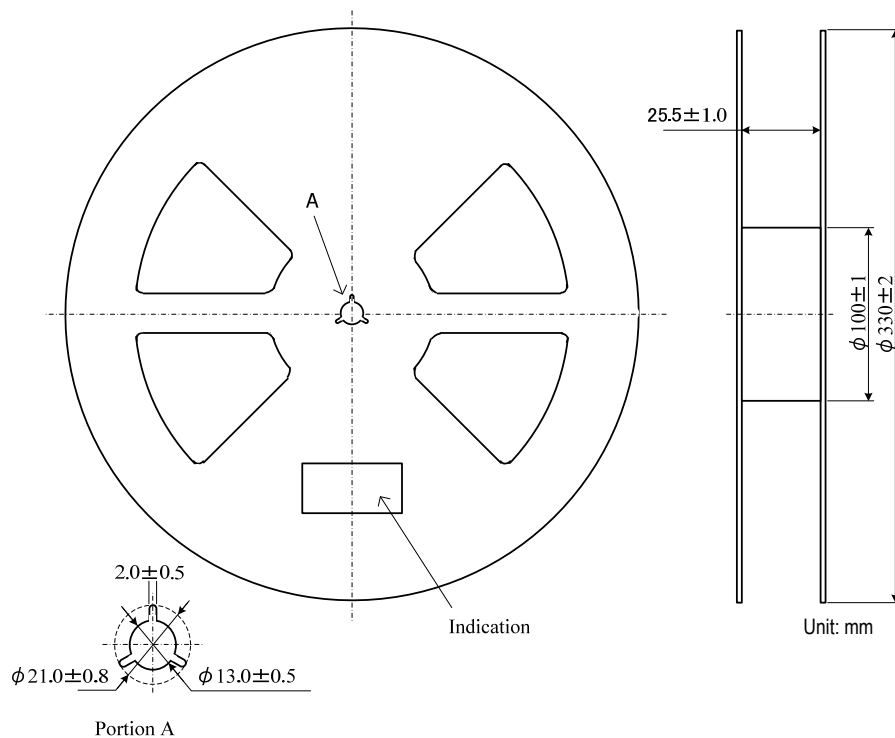 25.5±1.0
A
ϕ100±1
ϕ330±2
2.0±0.5
Indication
Unit: mm
ϕ21.0±0.8
ϕ13.0±0.5
Portion A